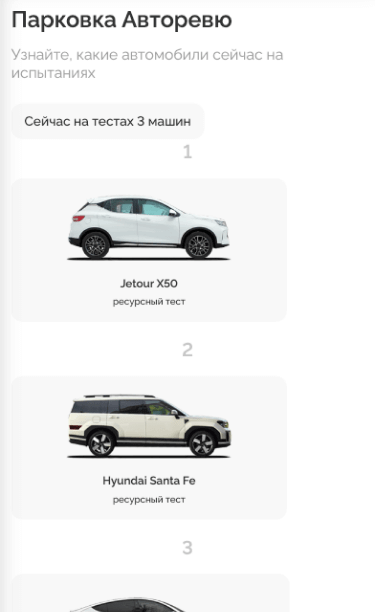 Парковка Авторевю
Узнайте, какие автомобили сейчас на
испытаниях
Сейчас на тестах 3 машин
1
Jetour X50
ресурсный тест
2
Hyundai Santa Fe
ресурсный тест
3